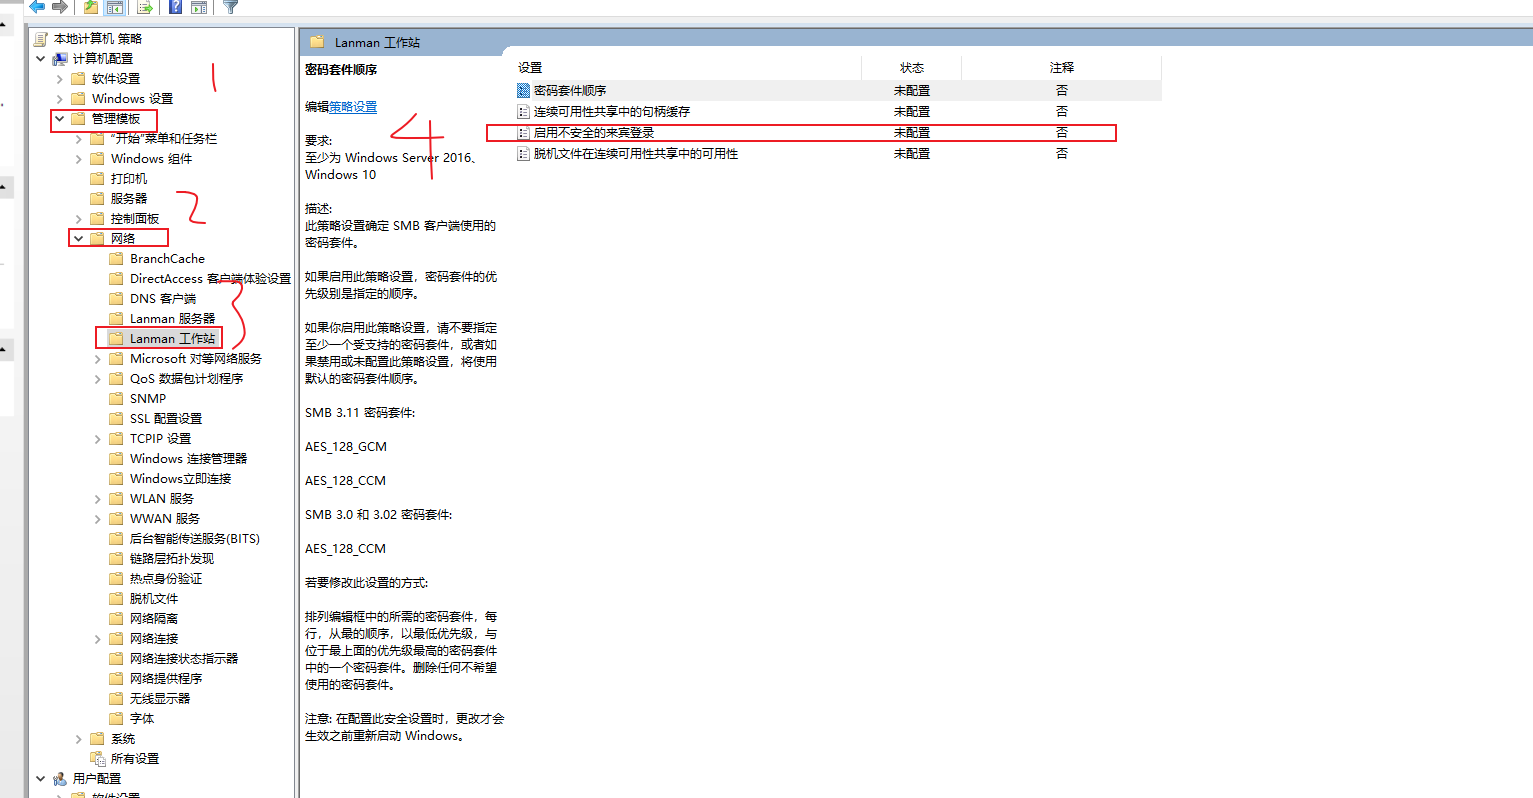 本地计算机 策略
计算机配置
软件设置
Windows 设置
管理模板
"开始"菜单和任务栏
Windows 组件
打印机
服务器
控制面板
网络
BranchCache
DirectAccess 客户端体验设置
DNS 客户端
Lanman 服务器
Lanman 工作站
Microsoft 对等网络服务
QoS 数据包计划程序
SNMP
SSL 配置设置
TCPIP 设置
Windows 连接管理器
Windows立即连接
WLAN 服务
WWAN 服务
后台智能传送服务(BITS)
链路层拓扑发现
热点身份验证
脱机文件
网络隔离
网络连接
网络连接状态指示器
网络提供程序
无线显示器
字体
系统
所有设置
用户配置
软件设置
1
2
3
4
Lanman 工作站
密码套件顺序
编辑策略设置
要求:
至少为 Windows Server 2016、
Windows 10
描述:
此策略设置确定 SMB 客户端使用的
密码套件。
如果启用此策略设置，密码套件的优
先级别是指定的顺序。
如果你启用此策略设置，请不要指定
至少一个受支持的密码套件，或者如
果禁用或未配置此策略设置，将使用
默认的密码套件顺序。
SMB 3.11 密码套件:
AES_128_GCM
AES_128_CCM
SMB 3.0 和 3.02 密码套件:
AES_128_CCM
若要修改此设置的方式:
排列编辑框中的所需的密码套件，每
行，从最的顺序，以最低优先级，与
位于最上面的优先级最高的密码套件
中的一个密码套件。删除任何不希望
使用的密码套件。
注意: 在配置此安全设置时，更改才会
生效之前重新启动 Windows。
设置 状态 注释
密码套件顺序 未配置 否
连续可用性共享中的句柄缓存 未配置 否
启用不安全的来宾登录 未配置 否
脱机文件在连续可用性共享中的可用性 未配置 否